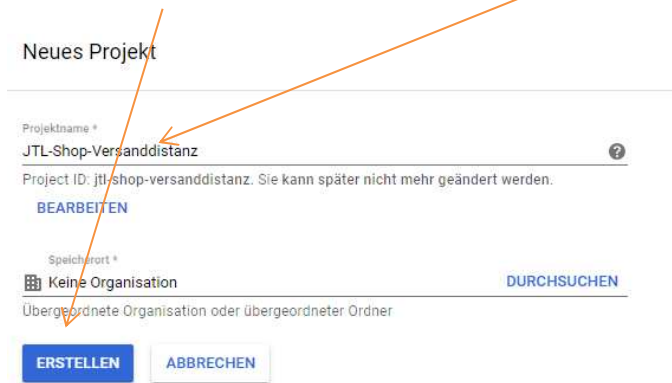 Neues Projekt
Projektname *
JTL-Shop-Versanddistanz
Project ID: jtl-shop-versanddistanz. Sie kann später nicht mehr geändert werden.
BEARBEITEN
Speicherort *
Keine Organisation DURCHSUCHEN
Übergeordnete Organisation oder übergeordneter Ordner
ERSTELLEN ABBRECHEN